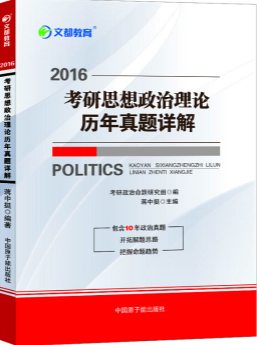 文都教育
2016
考研思想政治理论
历年真题详解
KAOYAN SIXIANGZHENGZHI LILUN
LINIAN ZHENTI XIANGJIE
POLITICS
考研政治命题研究组◎编
蒋中挺◎主编
包含10年政治真题
开拓解题思路
把握命题趋势
中国原子能出版社
文都教育
2016
考研思想政治理论历年真题详解
蒋中挺◎编著
中国原子能出版社